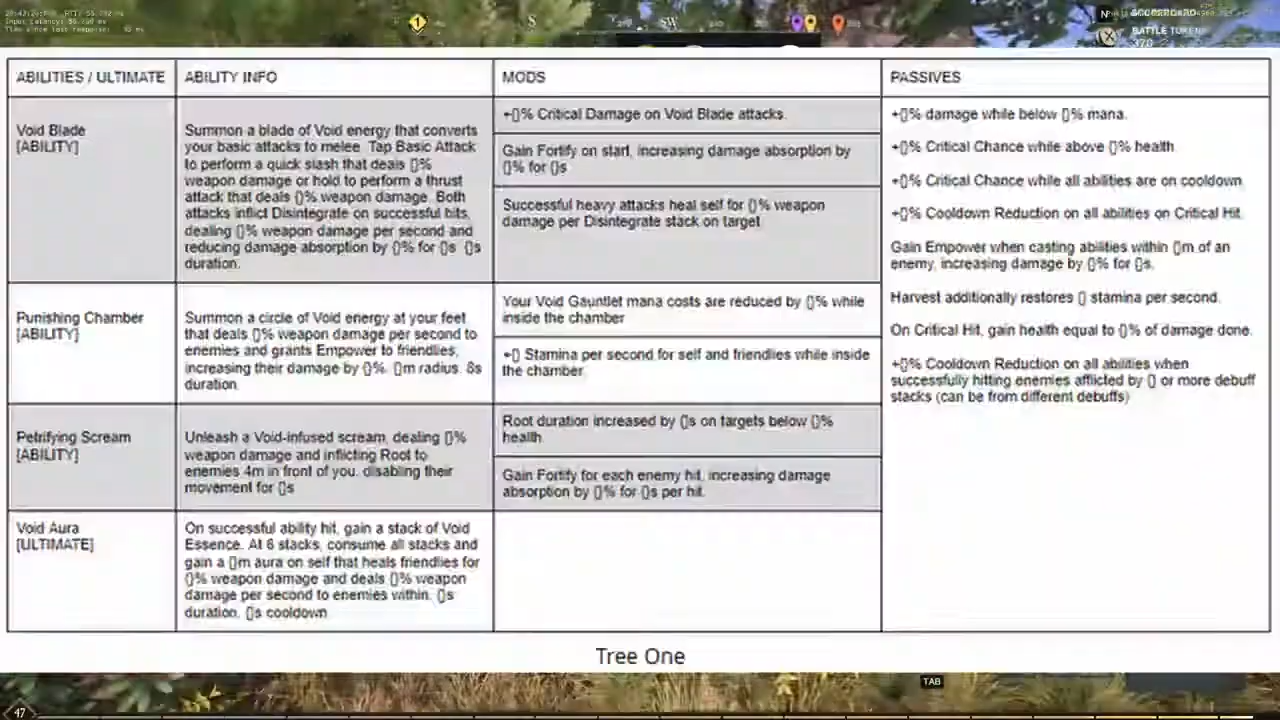 S
SW
1
SCOREBOARD
BATTLE TOKEN
370
ABILITIES / ULTIMATE
ABILITY INFO
MODS
PASSIVES
Void Blade
[ABILITY]
Summon a blade of Void energy that converts
your basic attacks to melee. Tap Basic Attack
to perform a quick slash that deals {}%
weapon damage or hold to perform a thrust
attack that deals {}% weapon damage. Both
attacks inflict Disintegrate on successful hits,
dealing {}% weapon damage per second and
reducing damage absorption by {}% for {}s. {}s
duration.
+{}% Critical Damage on Void Blade attacks.
Gain Fortify on start, increasing damage absorption by
{}% for {}s
Successful heavy attacks heal self for {}% weapon
damage per Disintegrate stack on target
Punishing Chamber
[ABILITY]
Summon a circle of Void energy at your feet
that deals {}% weapon damage per second to
enemies and grants Empower to friendlies,
increasing their damage by {}%. {}m radius. 8s
duration.
Your Void Gauntlet mana costs are reduced by {}% while
inside the chamber
+{} Stamina per second for self and friendlies while inside
the chamber.
Petrifying Scream
[ABILITY]
Unleash a Void-infused scream, dealing {}%
weapon damage and inflicting Root to
enemies 4m in front of you, disabling their
movement for {}s
Root duration increased by {}s on targets below {}%
health.
Gain Fortify for each enemy hit, increasing damage
absorption by {}% for {}s per hit.
Void Aura
[ULTIMATE]
On successful ability hit, gain a stack of Void
Essence. At 6 stacks, consume all stacks and
gain a {}m aura on self that heals friendlies for
{}% weapon damage and deals {}% weapon
damage per second to enemies within. {}s
duration, {}s cooldown.
+{}% damage while below {}% mana.
+{}% Critical Chance while above {}% health.
+{}% Critical Chance while all abilities are on cooldown.
+{}% Cooldown Reduction on all abilities on Critical Hit.
Gain Empower when casting abilities within {}m of an
enemy, increasing damage by {}% for {}s.
Harvest additionally restores {} stamina per second.
On Critical Hit, gain health equal to {}% of damage done.
+{}% Cooldown Reduction on all abilities when
successfully hitting enemies afflicted by {} or more debuff
stacks (can be from different debuffs)
Tree One
TAB
47